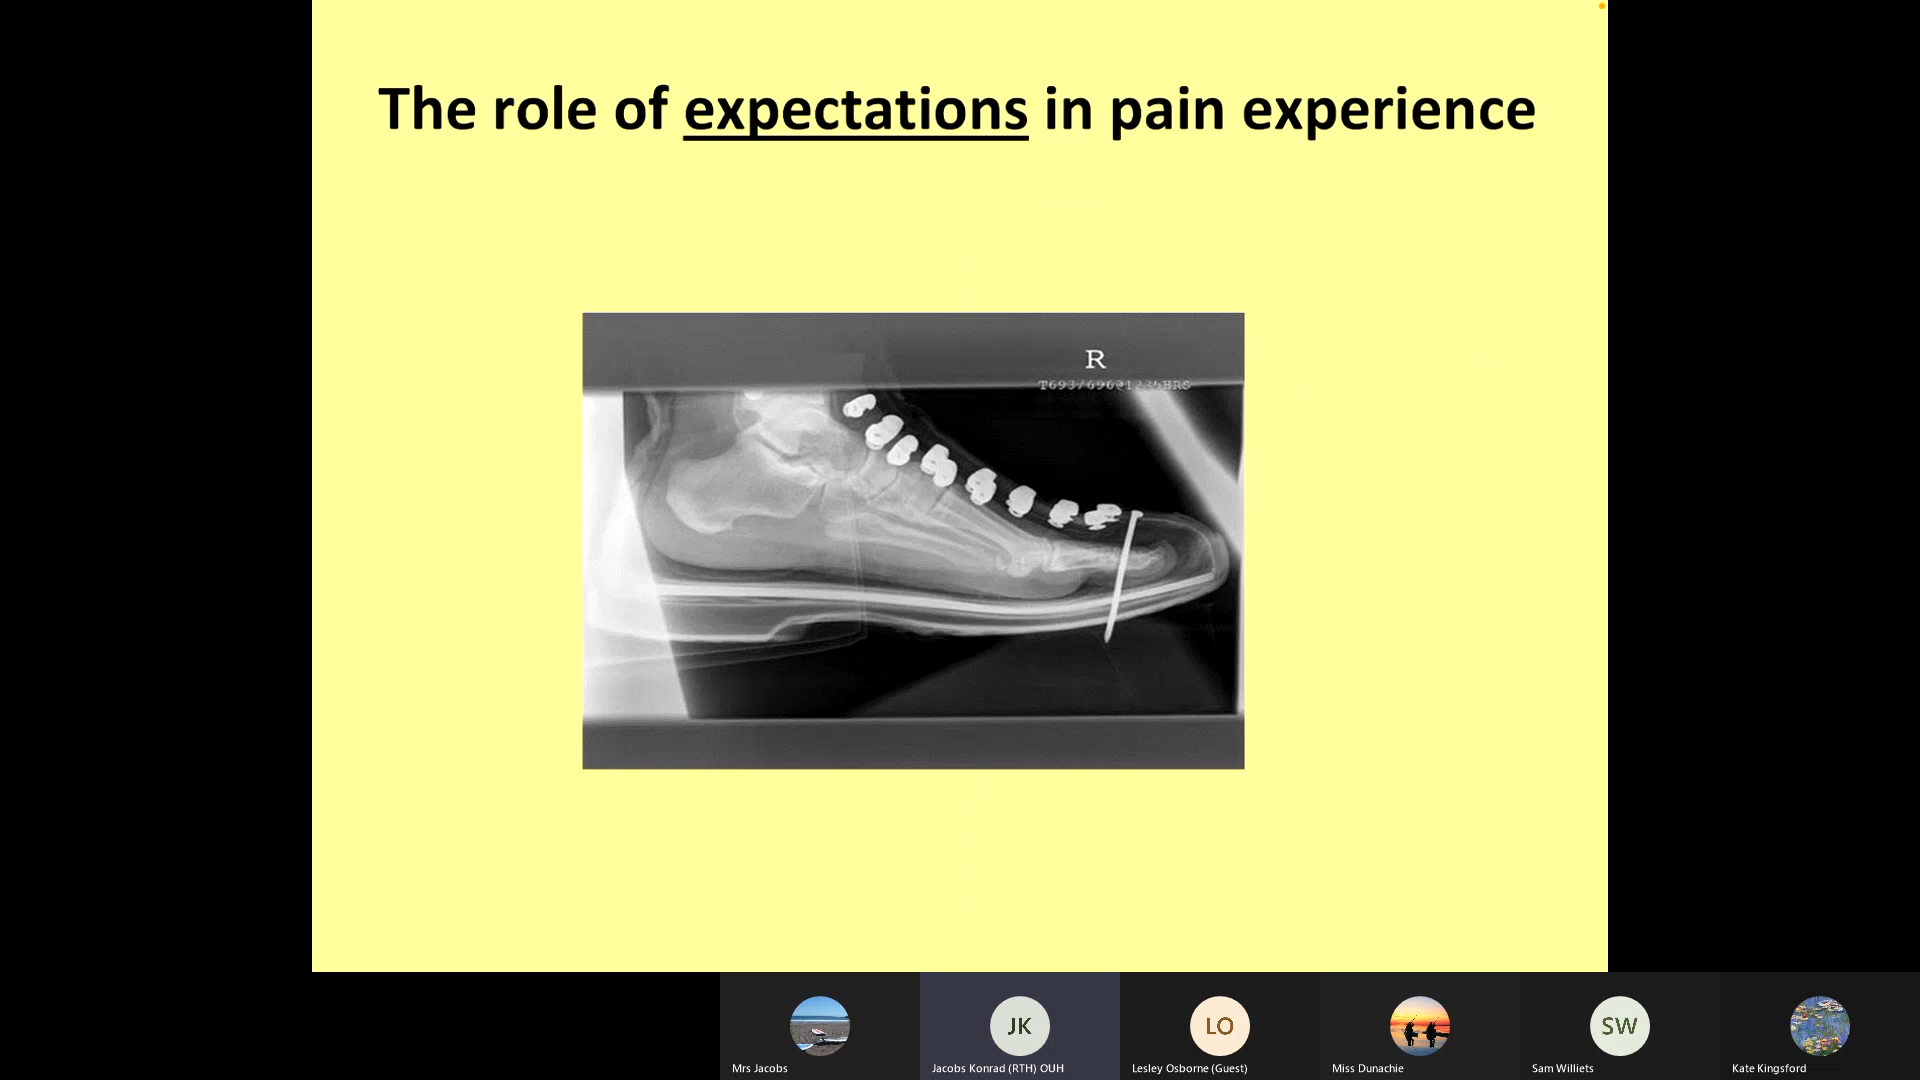 The role of expectations in pain experience
R
JK
LO
SW
Mrs Jacobs
Jacobs Konrad (RTH) OUH
Lesley Osborne (Guest)
Miss Dunachie
Sam Williets
Kate Kingsford